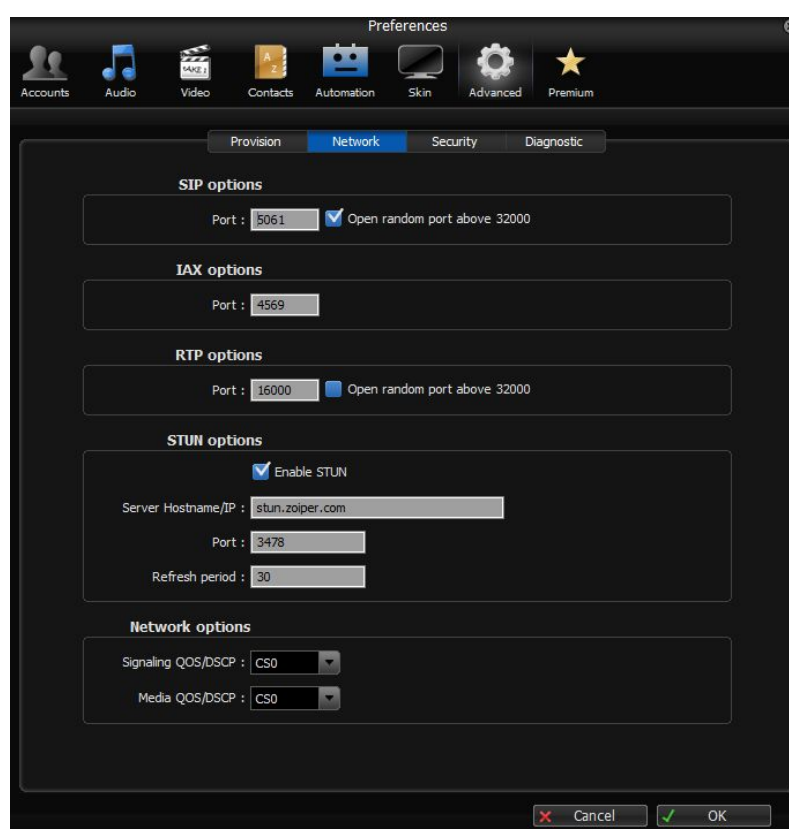 Preferences
Accounts Audio Video Contacts Automation Skin Advanced Premium
Provision Network Security Diagnostic
SIP options
Port : 5061 Open random port above 32000
IAX options
Port : 4569
RTP options
Port : 16000 Open random port above 32000
STUN options
Enable STUN
Server Hostname/IP : stun.zoiper.com
Port : 3478
Refresh period : 30
Network options
Signaling QOS/DSCP : CS0
Media QOS/DSCP : CS0
Cancel OK